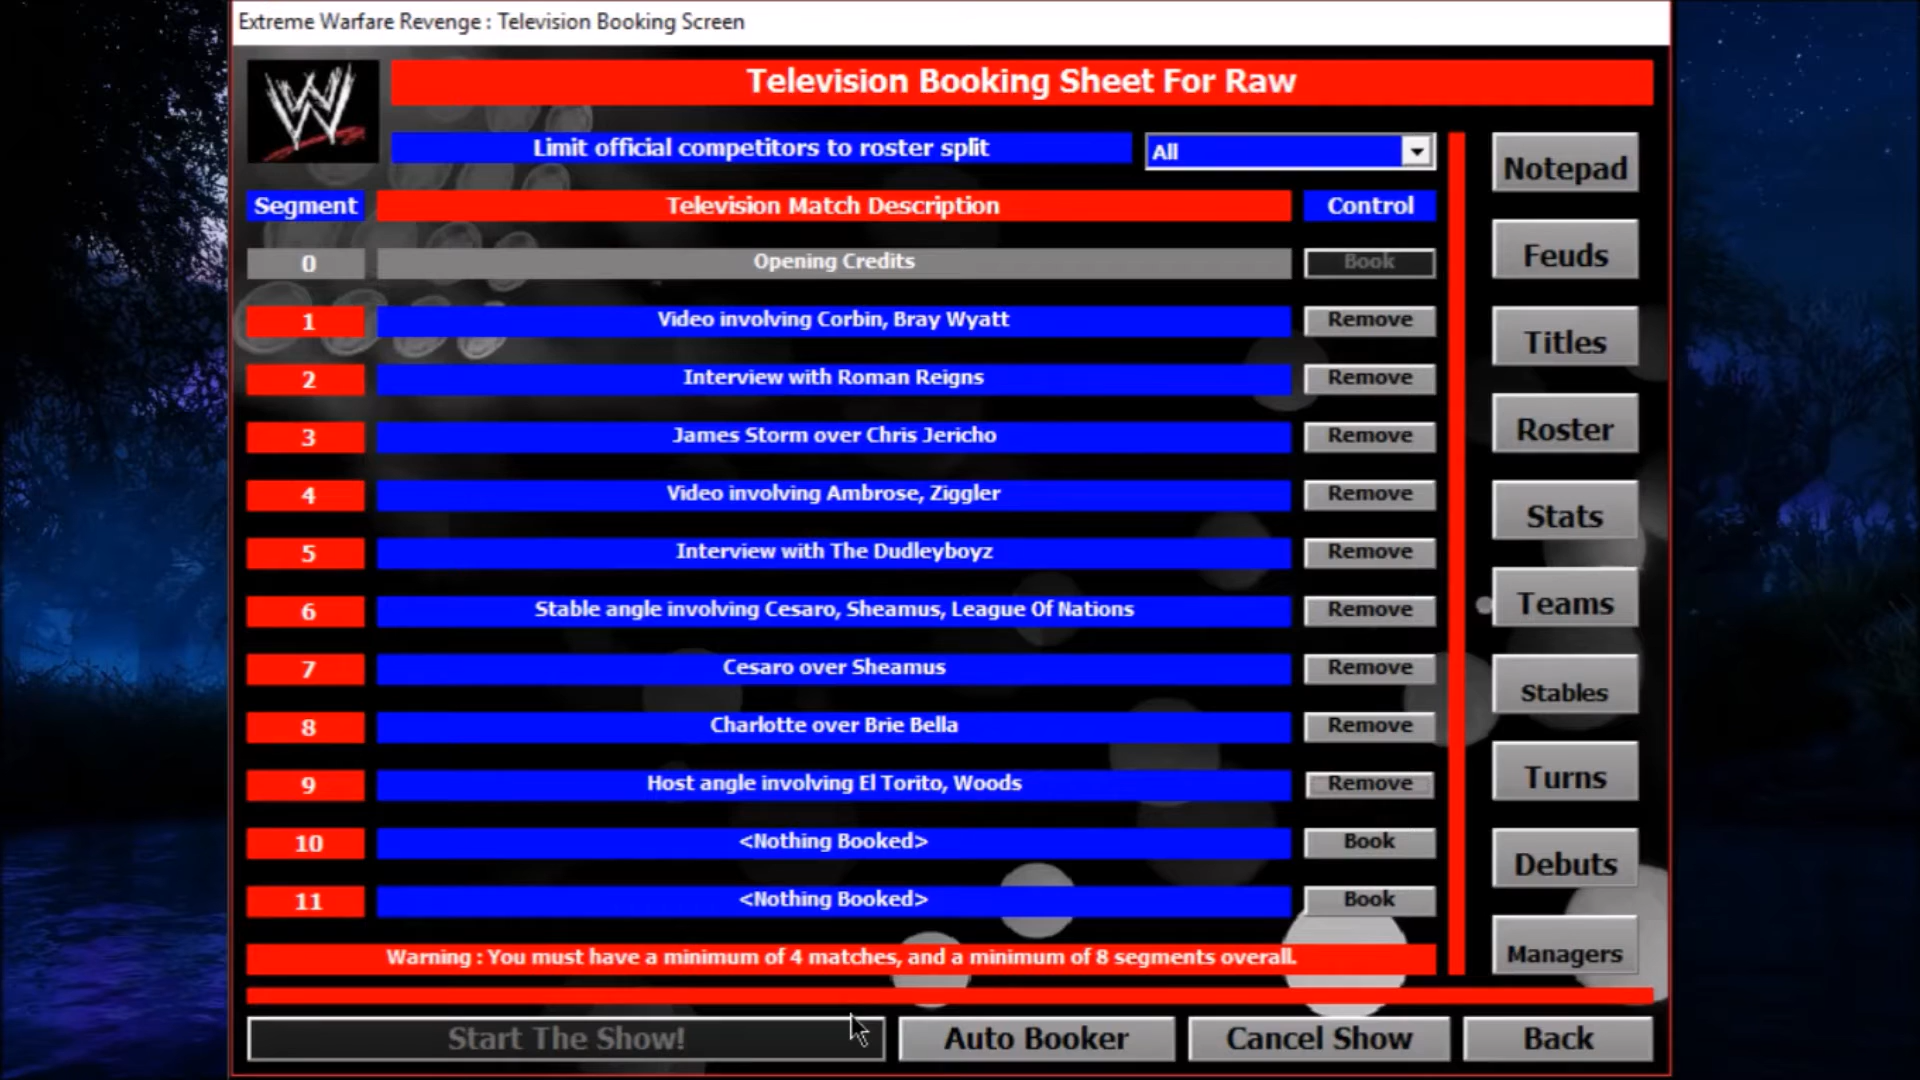 Extreme Warfare Revenge : Television Booking Screen
W
Television Booking Sheet For Raw
Limit official competitors to roster split
All
Segment
Television Match Description
Control
0
Opening Credits
Book
1
Video involving Corbin, Bray Wyatt
Remove
2
Interview with Roman Reigns
Remove
3
James Storm over Chris Jericho
Remove
4
Video involving Ambrose, Ziggler
Remove
5
Interview with The Dudleyboyz
Remove
6
Stable angle involving Cesaro, Sheamus, League Of Nations
Remove
7
Cesaro over Sheamus
Remove
8
Charlotte over Brie Bella
Remove
9
Host angle involving El Torito, Woods
Remove
10
<Nothing Booked>
Book
11
<Nothing Booked>
Book
Warning : You must have a minimum of 4 matches, and a minimum of 8 segments overall.
Notepad
Feuds
Titles
Roster
Stats
Teams
Stables
Turns
Debuts
Managers
Start The Show!
Auto Booker
Cancel Show
Back